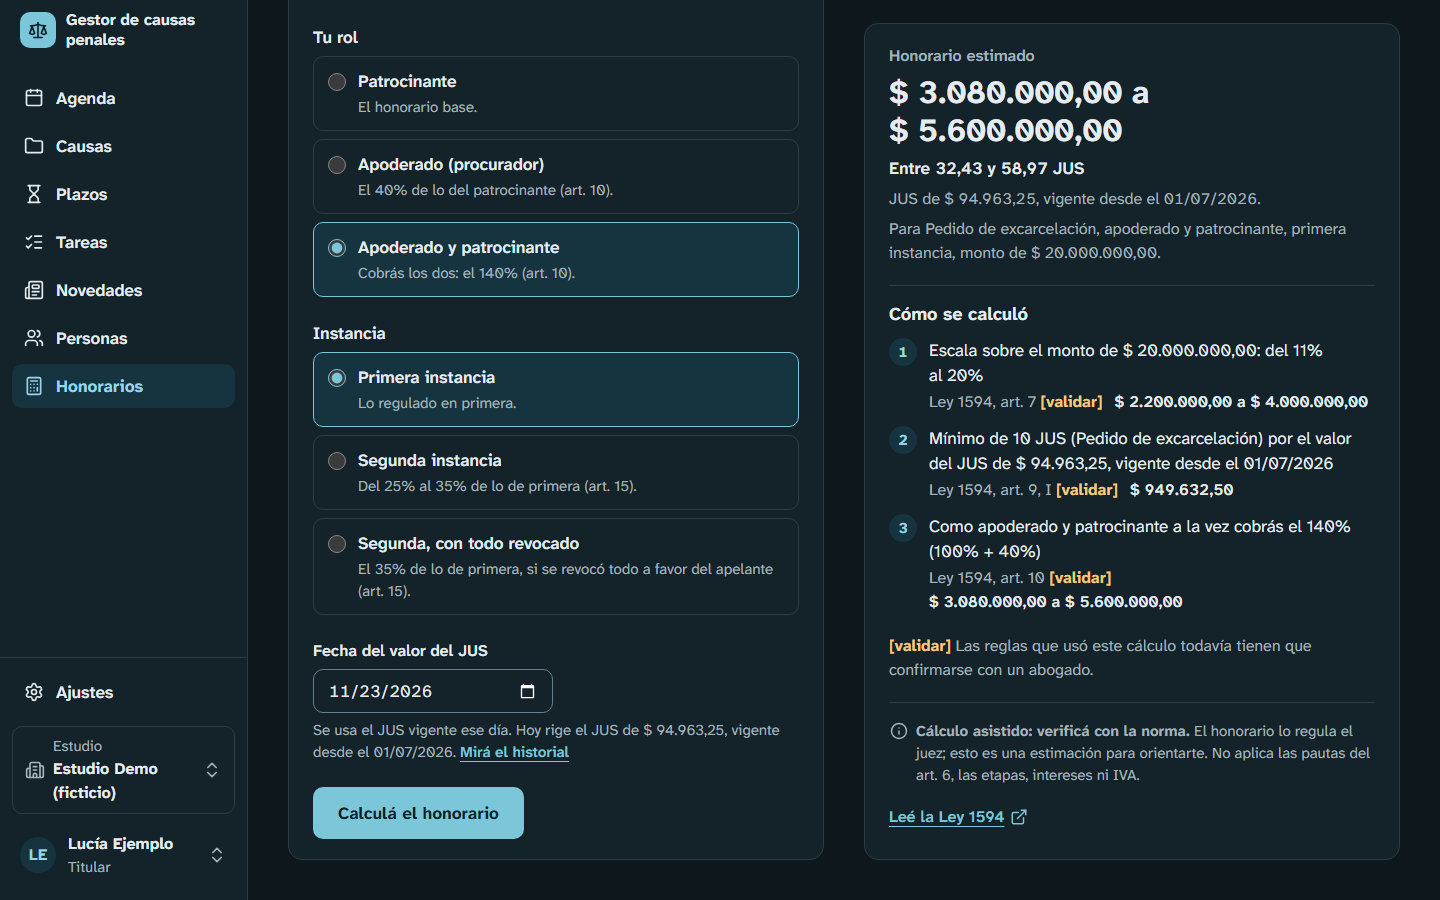 Gestor de causas
penales
Agenda
Causas
Plazos
Tareas
Novedades
Personas
Honorarios
Ajustes
Estudio
Estudio Demo
(ficticio)
LE
Lucía Ejemplo
Titular
Tu rol
Patrocinante
El honorario base.
Apoderado (procurador)
El 40% de lo del patrocinante (art. 10).
Apoderado y patrocinante
Cobrás los dos: el 140% (art. 10).
Instancia
Primera instancia
Lo regulado en primera.
Segunda instancia
Del 25% al 35% de lo de primera (art. 15).
Segunda, con todo revocado
El 35% de lo de primera, si se revocó todo a favor del apelante
(art. 15).
Fecha del valor del JUS
11/23/2026
Se usa el JUS vigente ese día. Hoy rige el JUS de $ 94.963,25, vigente
desde el 01/07/2026. Mirá el historial
Calculá el honorario
Honorario estimado
$ 3.080.000,00 a
$ 5.600.000,00
Entre 32,43 y 58,97 JUS
JUS de $ 94.963,25, vigente desde el 01/07/2026.
Para Pedido de excarcelación, apoderado y patrocinante, primera
instancia, monto de $ 20.000.000,00.
Cómo se calculó
1 Escala sobre el monto de $ 20.000.000,00: del 11%
al 20%
Ley 1594, art. 7 [validar] $ 2.200.000,00 a $ 4.000.000,00
2 Mínimo de 10 JUS (Pedido de excarcelación) por el valor
del JUS de $ 94.963,25, vigente desde el 01/07/2026
Ley 1594, art. 9, I [validar] $ 949.632,50
3 Como apoderado y patrocinante a la vez cobrás el 140%
(100% + 40%)
Ley 1594, art. 10 [validar]
$ 3.080.000,00 a $ 5.600.000,00
[validar] Las reglas que usó este cálculo todavía tienen que
confirmarse con un abogado.
Cálculo asistido: verificá con la norma. El honorario lo regula el
juez; esto es una estimación para orientarte. No aplica las pautas del
art. 6, las etapas, intereses ni IVA.
Leé la Ley 1594